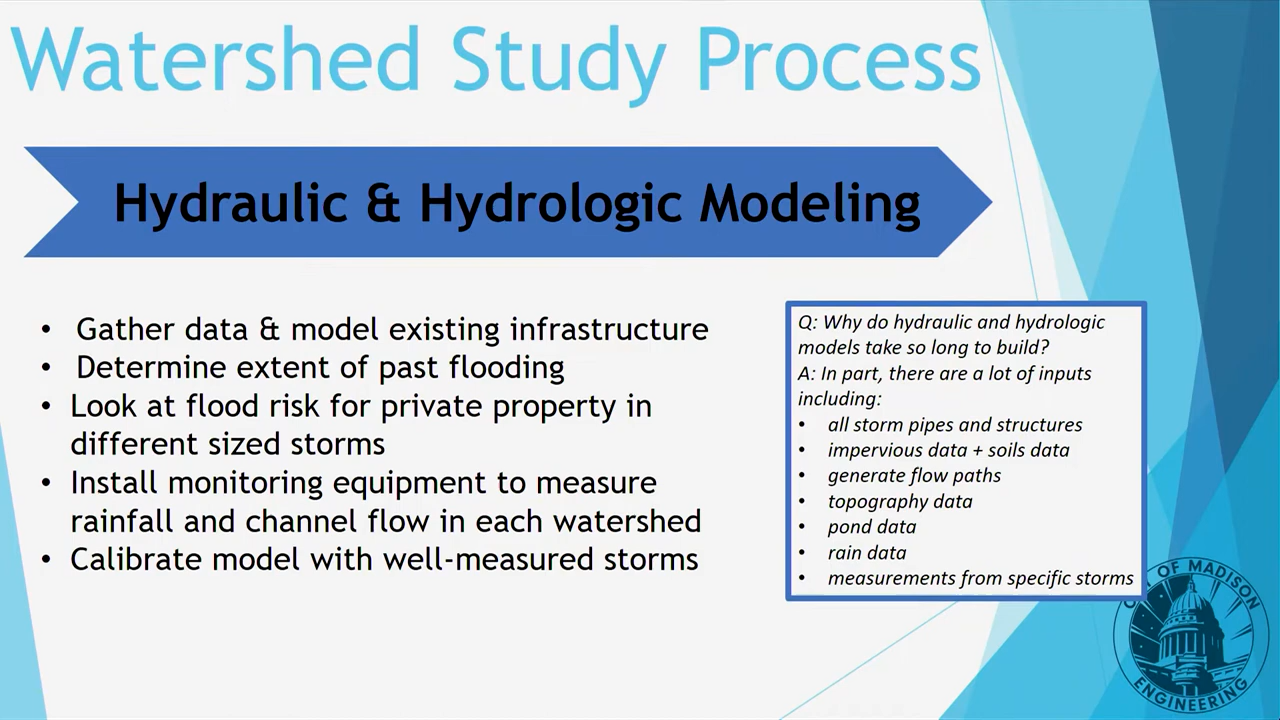 Watershed Study Process
Hydraulic & Hydrologic Modeling
• Gather data & model existing infrastructure
• Determine extent of past flooding
• Look at flood risk for private property in
different sized storms
• Install monitoring equipment to measure
rainfall and channel flow in each watershed
• Calibrate model with well-measured storms
Q: Why do hydraulic and hydrologic
models take so long to build?
A: In part, there are a lot of inputs
including:
• all storm pipes and structures
• impervious data + soils data
• generate flow paths
• topography data
• pond data
• rain data
• measurements from specific storms
OF MADISON
ENGINEERING